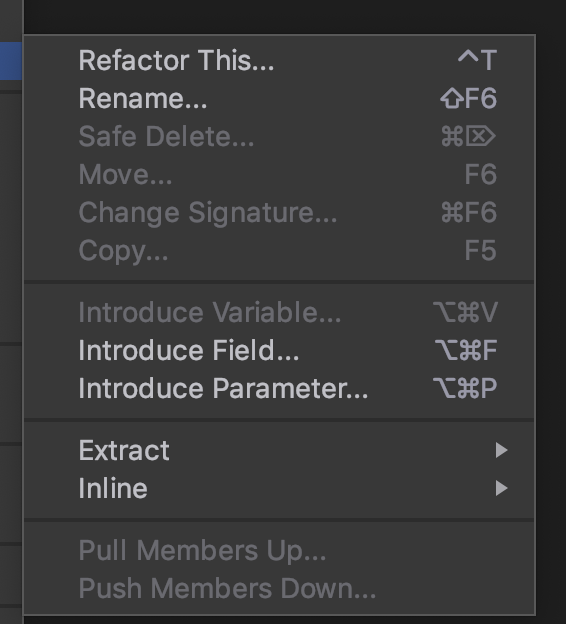 Refactor This... ^T
Rename... ⇧F6
Safe Delete... ⌘⌦
Move... F6
Change Signature... ⌘F6
Copy... F5
Introduce Variable... ⌥⌘V
Introduce Field... ⌥⌘F
Introduce Parameter... ⌥⌘P
Extract
Inline
Pull Members Up...
Push Members Down...